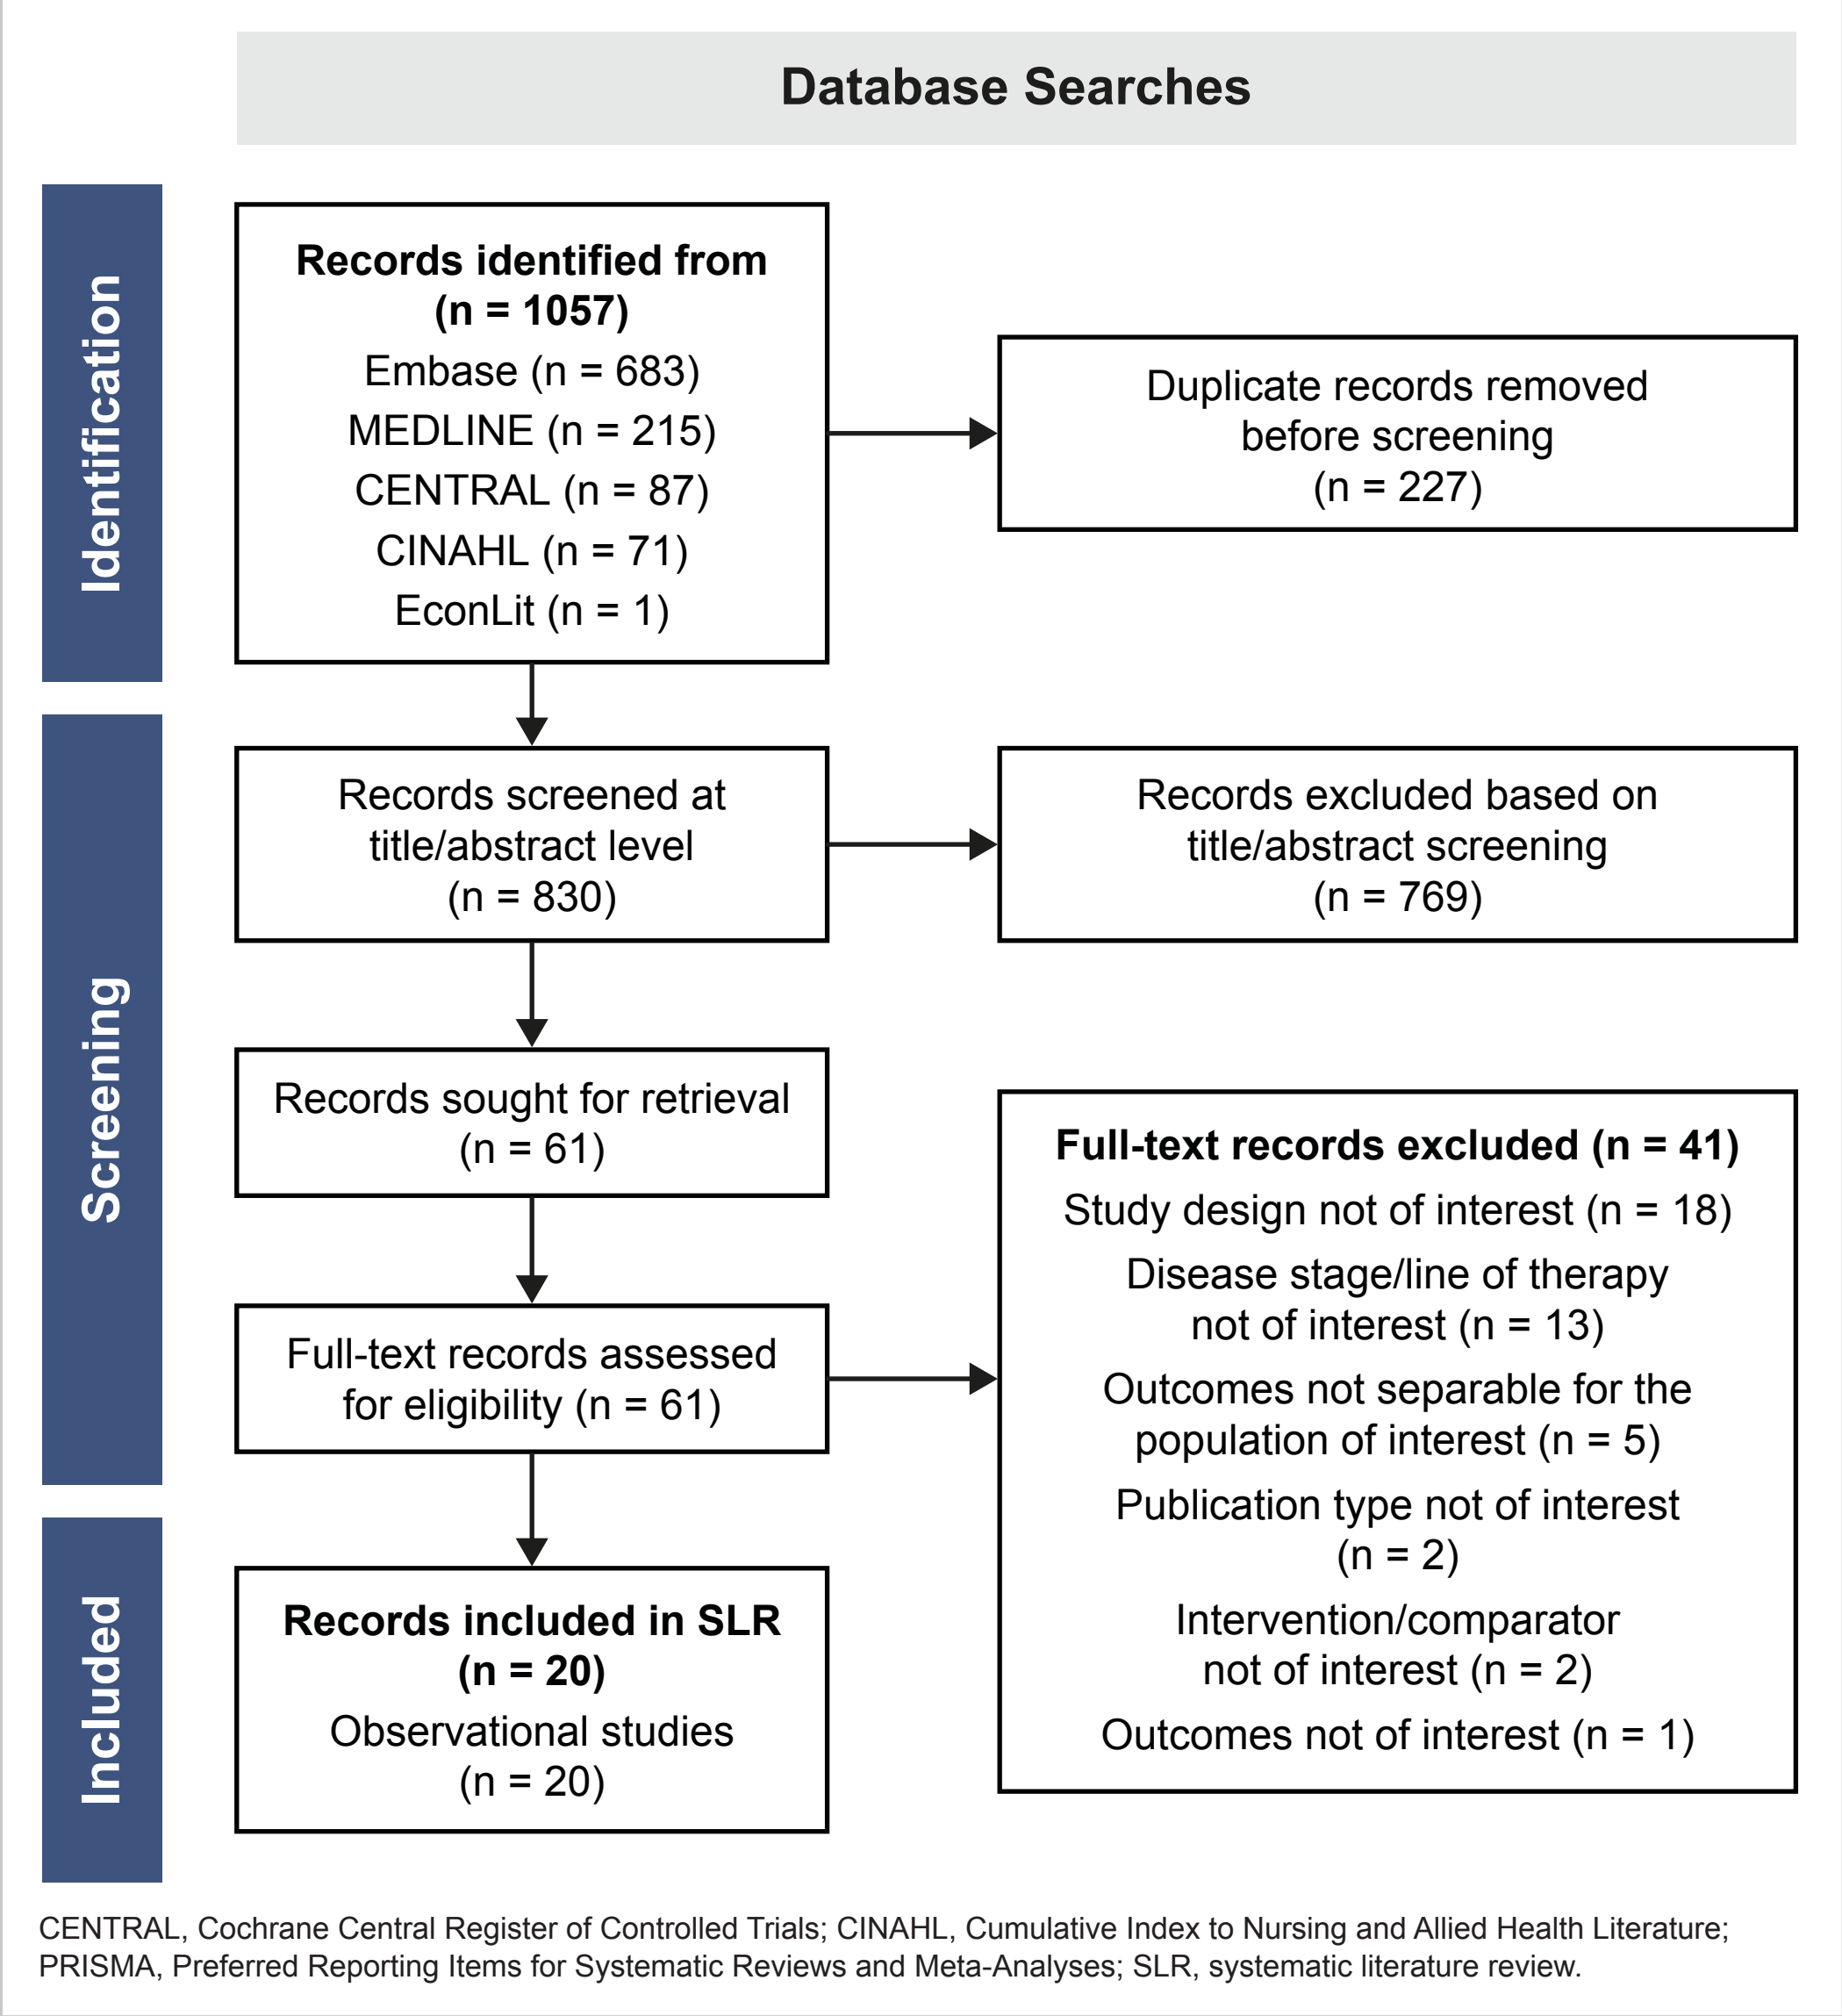 Database Searches
Identification
Records identified from
(n = 1057)
Embase (n = 683)
MEDLINE (n = 215)
CENTRAL (n = 87)
CINAHL (n = 71)
EconLit (n = 1)
Duplicate records removed
before screening
(n = 227)
Screening
Records screened at
title/abstract level
(n = 830)
Records excluded based on
title/abstract screening
(n = 769)
Records sought for retrieval
(n = 61)
Full-text records assessed
for eligibility (n = 61)
Full-text records excluded (n = 41)
Study design not of interest (n = 18)
Disease stage/line of therapy
not of interest (n = 13)
Outcomes not separable for the
population of interest (n = 5)
Publication type not of interest
(n = 2)
Intervention/comparator
not of interest (n = 2)
Outcomes not of interest (n = 1)
Included
Records included in SLR
(n = 20)
Observational studies
(n = 20)
CENTRAL, Cochrane Central Register of Controlled Trials; CINAHL, Cumulative Index to Nursing and Allied Health Literature;
PRISMA, Preferred Reporting Items for Systematic Reviews and Meta-Analyses; SLR, systematic literature review.